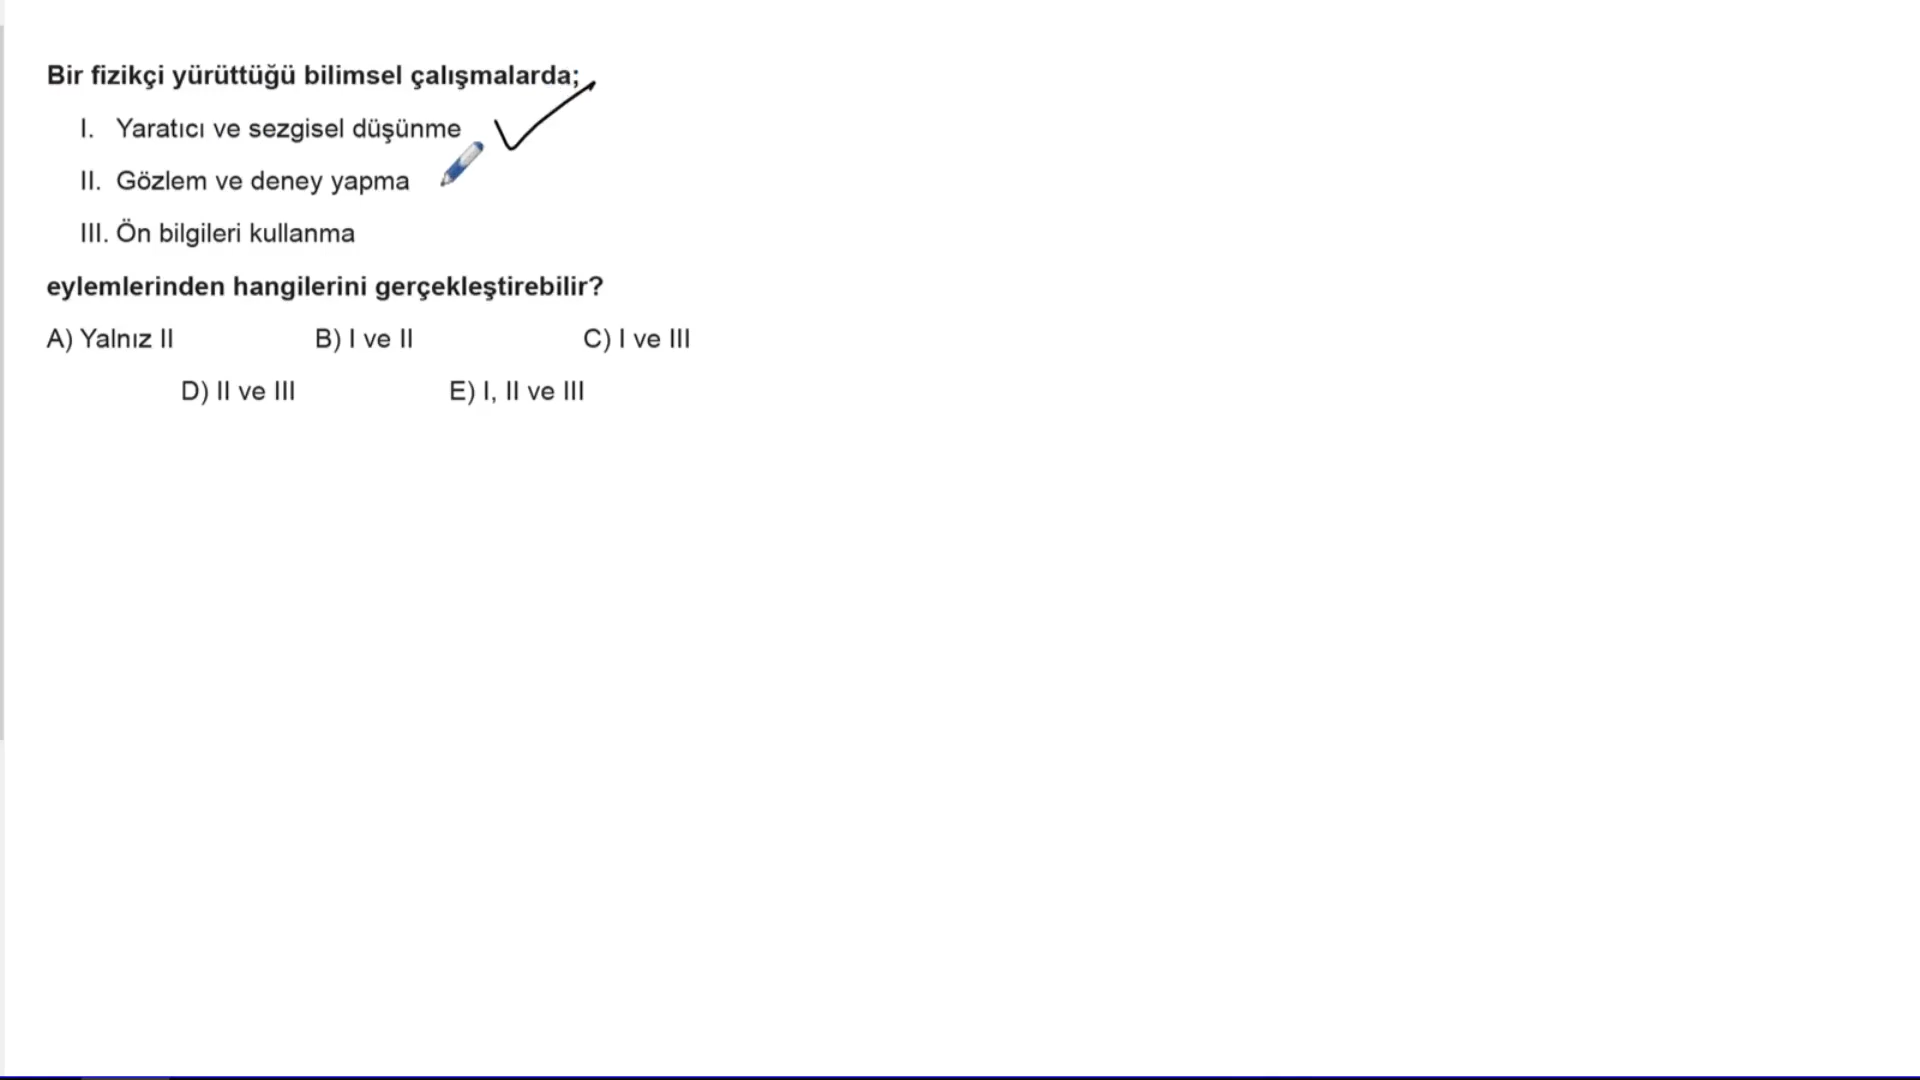 Bir fizikçi yürüttüğü bilimsel çalışmalarda;
I. Yaratıcı ve sezgisel düşünme
II. Gözlem ve deney yapma
III. Ön bilgileri kullanma
eylemlerinden hangilerini gerçekleştirebilir?
A) Yalnız II B) I ve II C) I ve III
D) II ve III E) I, II ve III